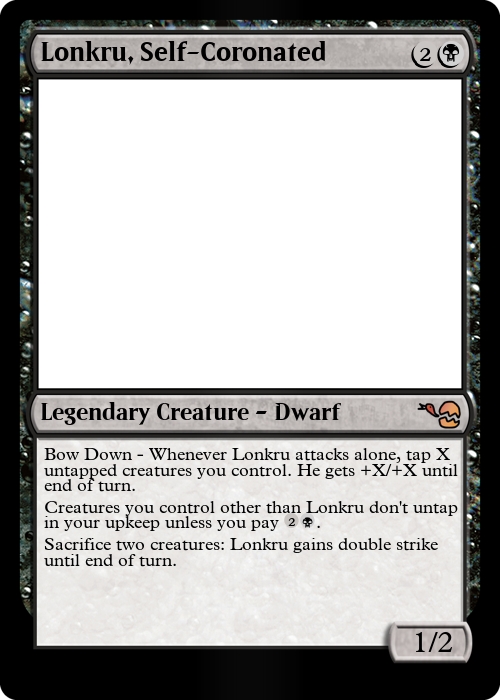 Lonkru, Self-Coronated
2
Legendary Creature - Dwarf
Bow Down - Whenever Lonkru attacks alone, tap X
untapped creatures you control. He gets +X/+X until
end of turn.
Creatures you control other than Lonkru don't untap
in your upkeep unless you pay 2 .
Sacrifice two creatures: Lonkru gains double strike
until end of turn.
1/2